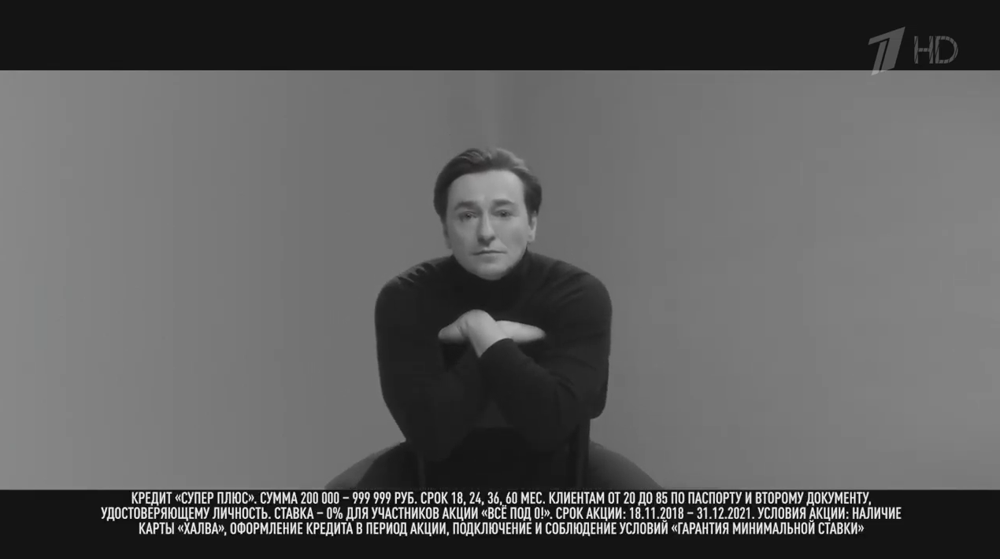 HD
КРЕДИТ «СУПЕР ПЛЮС». СУММА 200 000 – 999 999 РУБ. СРОК 18, 24, 36, 60 МЕС. КЛИЕНТАМ ОТ 20 ДО 85 ПО ПАСПОРТУ И ВТОРОМУ ДОКУМЕНТУ,
УДОСТОВЕРЯЮЩЕМУ ЛИЧНОСТЬ. СТАВКА – 0% ДЛЯ УЧАСТНИКОВ АКЦИИ «ВСЁ ПОД 0!». СРОК АКЦИИ: 18.11.2018 – 31.12.2021. УСЛОВИЯ АКЦИИ: НАЛИЧИЕ
КАРТЫ «ХАЛВА», ОФОРМЛЕНИЕ КРЕДИТА В ПЕРИОД АКЦИИ, ПОДКЛЮЧЕНИЕ И СОБЛЮДЕНИЕ УСЛОВИЙ «ГАРАНТИЯ МИНИМАЛЬНОЙ СТАВКИ»